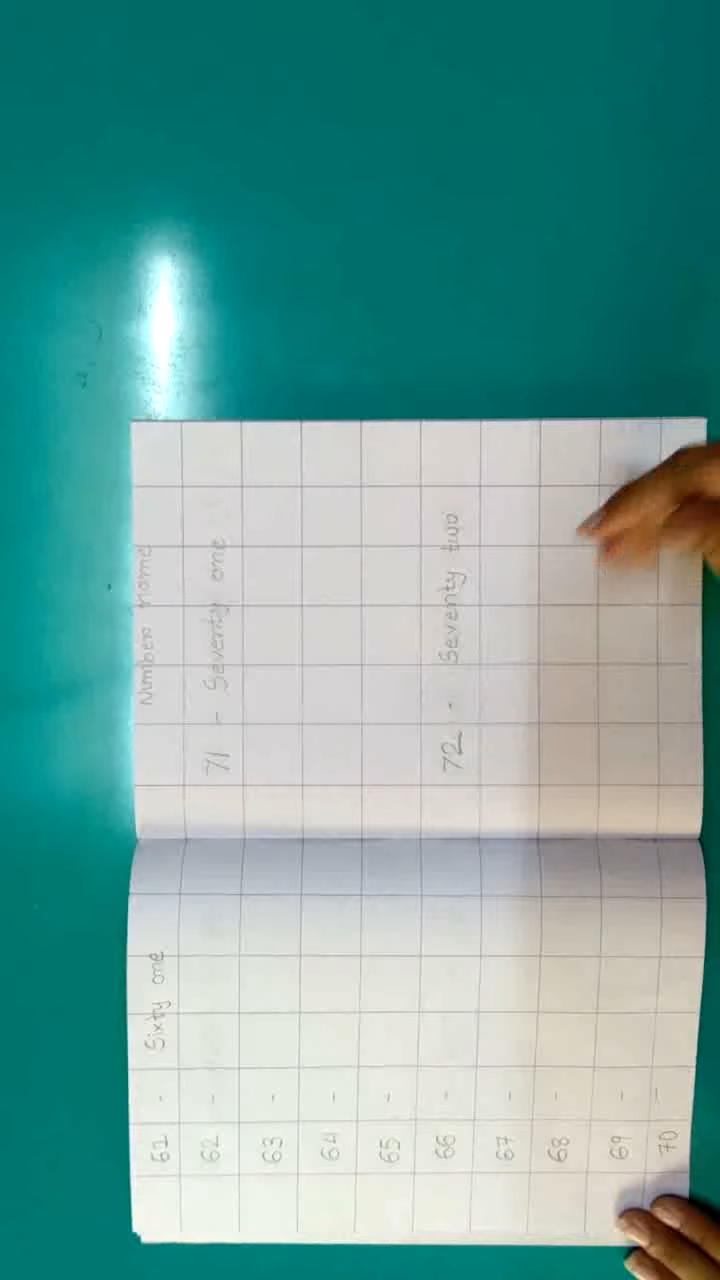 61 - Sixty one
62 -
63 -
64 -
65 -
66 -
67 -
68 -
69 -
70 -
Number name
71 - Seventy one
72 - Seventy two